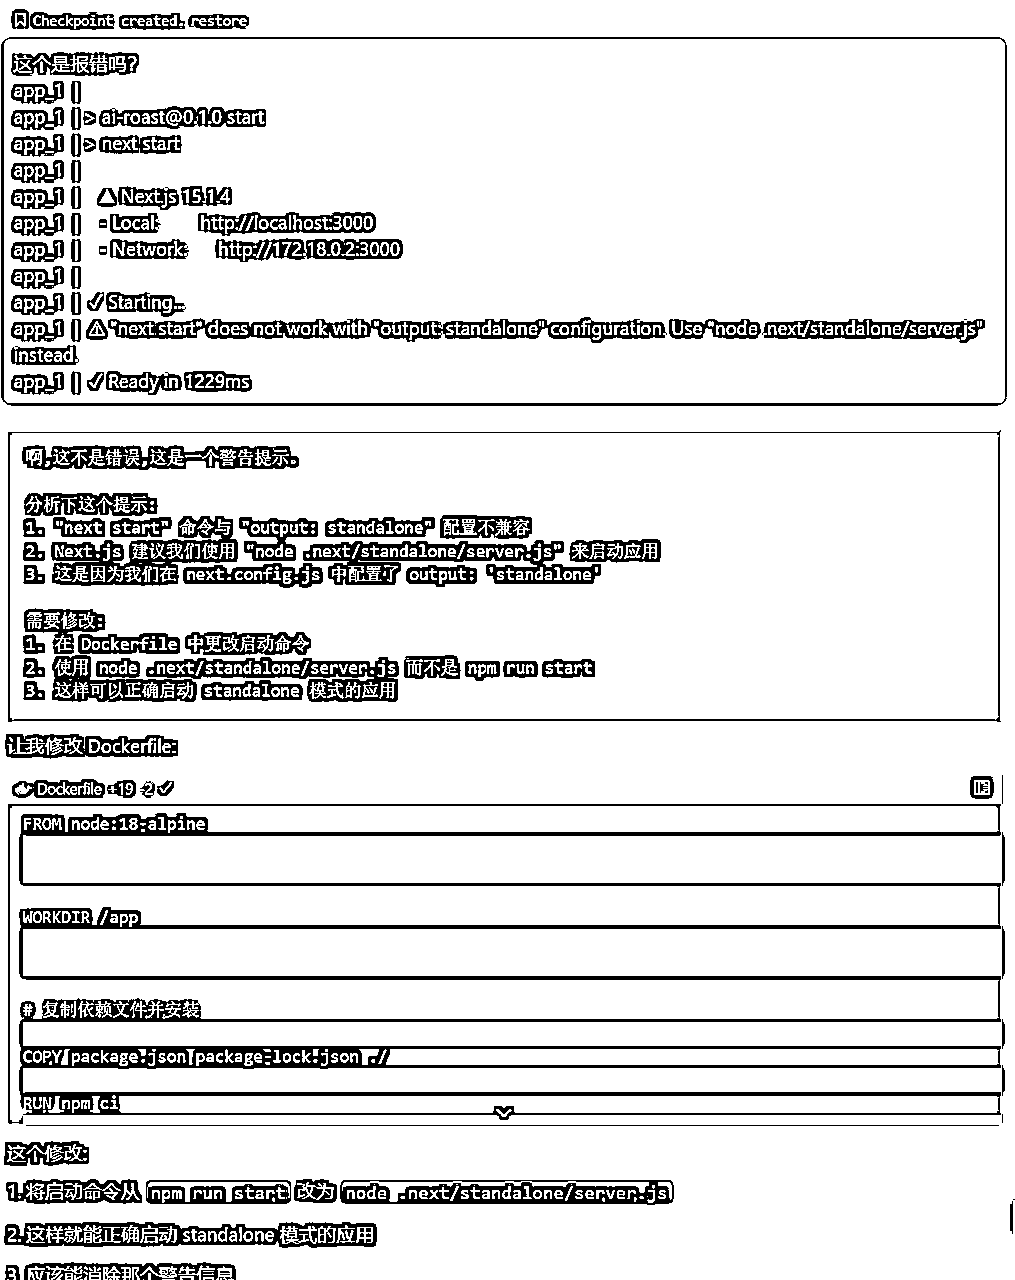 Checkpoint created. restore
这个是报错吗?
app_1 |
app_1 | > ai-roast@0.1.0 start
app_1 | > next start
app_1 |
app_1 | ▲ Next.js 15.1.4
app_1 | - Local: http://localhost:3000
app_1 | - Network: http://172.18.0.2:3000
app_1 |
app_1 | ✓ Starting...
app_1 | ⚠ "next start" does not work with "output: standalone" configuration. Use "node .next/standalone/server.js"
instead.
app_1 | ✓ Ready in 1229ms
啊,这不是错误,这是一个警告提示.
分析下这个提示:
1. "next start" 命令与 "output: standalone" 配置不兼容
2. Next.js 建议我们使用 "node .next/standalone/server.js" 来启动应用
3. 这是因为我们在 next.config.js 中配置了 output: 'standalone'
需要修改:
1. 在 Dockerfile 中更改启动命令
2. 使用 node .next/standalone/server.js 而不是 npm run start
3. 这样可以正确启动 standalone 模式的应用
让我修改 Dockerfile:
Dockerfile +19 -2 ✓
FROM node:18-alpine
WORKDIR /app
# 复制依赖文件并安装
COPY package.json package-lock.json ./
RUN npm ci
这个修改:
1. 将启动命令从 npm run start 改为 node .next/standalone/server.js
2. 这样就能正确启动 standalone 模式的应用
3. 应该能消除那个警告信息